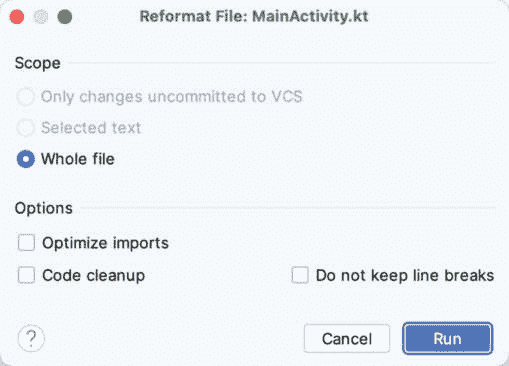 Reformat File: MainActivity.kt
Scope
Only changes uncommitted to VCS
Selected text
Whole file
Options
Optimize imports
Code cleanup
Do not keep line breaks
?
Cancel
Run